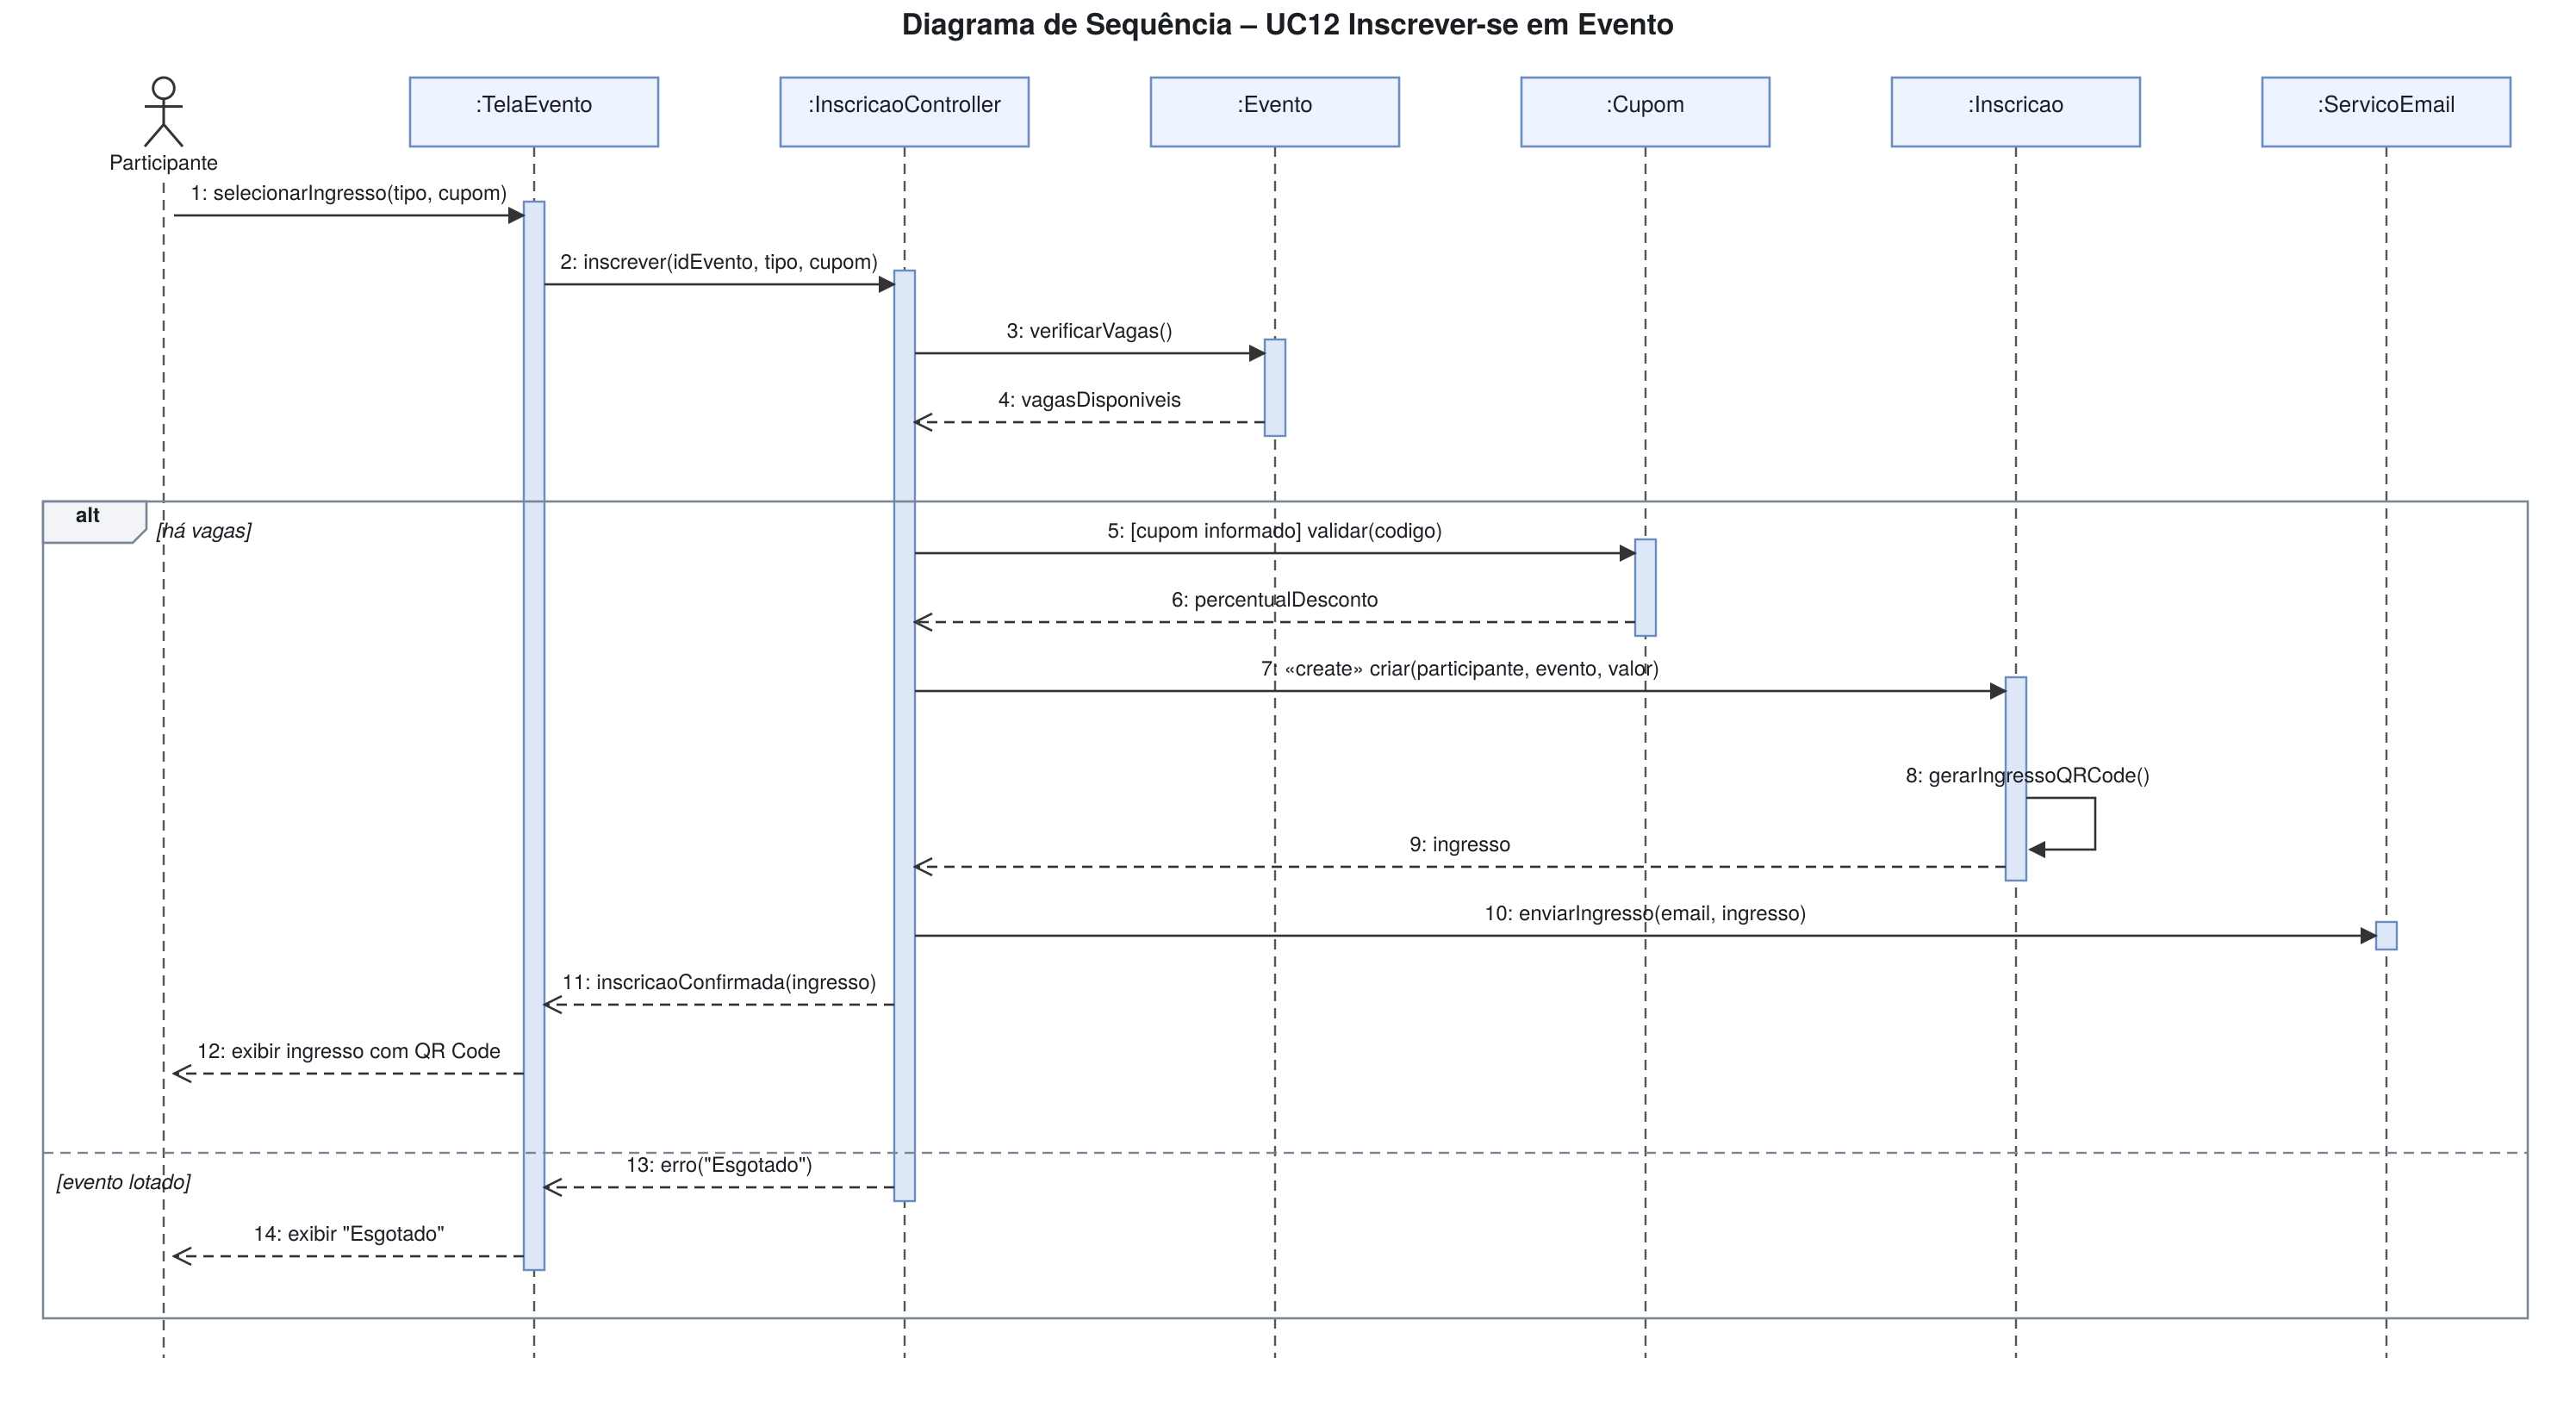 Diagrama de Sequência – UC12 Inscrever-se em Evento
Participante
:TelaEvento
:InscricaoController
:Evento
:Cupom
:Inscricao
:ServicoEmail
1: selecionarIngresso(tipo, cupom)
2: inscrever(idEvento, tipo, cupom)
3: verificarVagas()
4: vagasDisponiveis
alt
[há vagas]
5: [cupom informado] validar(codigo)
6: percentualDesconto
7: «create» criar(participante, evento, valor)
8: gerarIngressoQRCode()
9: ingresso
10: enviarIngresso(email, ingresso)
11: inscricaoConfirmada(ingresso)
12: exibir ingresso com QR Code
13: erro("Esgotado")
[evento lotado]
14: exibir "Esgotado"